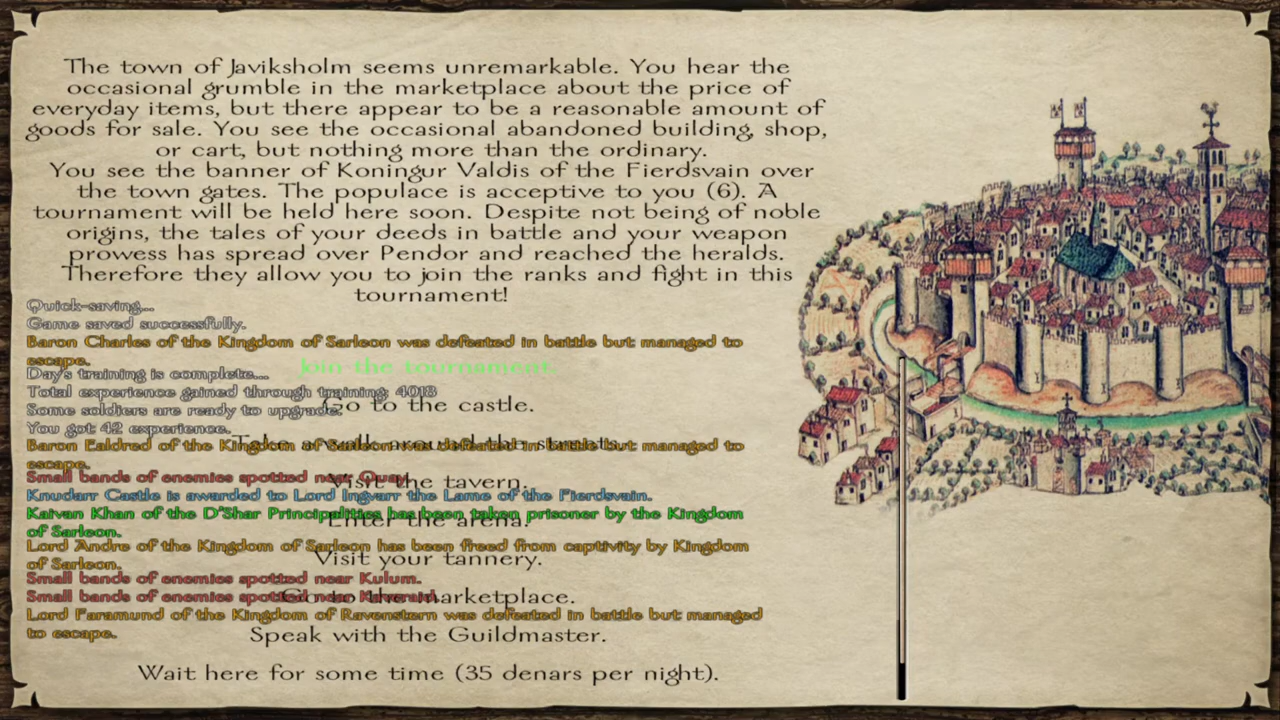 The town of Javiksholm seems unremarkable. You hear the
occasional grumble in the marketplace about the price of
everyday items, but there appear to be a reasonable amount of
goods for sale. You see the occasional abandoned building, shop,
or cart, but nothing more than the ordinary.
You see the banner of Koningur Valdis of the Fierdsvain over
the town gates. The populace is acceptive to you (6). A
tournament will be held here soon. Despite not being of noble
origins, the tales of your deeds in battle and your weapon
prowess has spread over Pendor and reached the heralds.
Therefore they allow you to join the ranks and fight in this
tournament!
Quick-saving...
Game saved successfully.
Baron Charles of the Kingdom of Sarleon was defeated in battle but managed to
escape.
Join the tournament.
Day's training is complete...
Total experience gained through training: 4018
Go to the castle.
Some soldiers are ready to upgrade.
You got 42 experience.
Take a walk around the streets.
Baron Ealdred of the Kingdom of Sarleon was defeated in battle but managed to
escape.
Small bands of enemies spotted near
Visit the tavern.
Knudarr Castle is awarded to Lord Ingvarr the Lame of the Fierdsvain.
Kaivan Khan of the D'Shar Principalities has been taken prisoner by the Kingdom
of Sarleon.
Enter the arena.
Lord Andre of the Kingdom of Sarleon has been freed from captivity by Kingdom
of Sarleon.
Visit your tannery.
Small bands of enemies spotted near Kulum.
Small bands of enemies spotted near
Go to the marketplace.
Lord Faramund of the Kingdom of Ravenstern was defeated in battle but managed
to escape.
Speak with the Guildmaster.
Wait here for some time (35 denars per night).